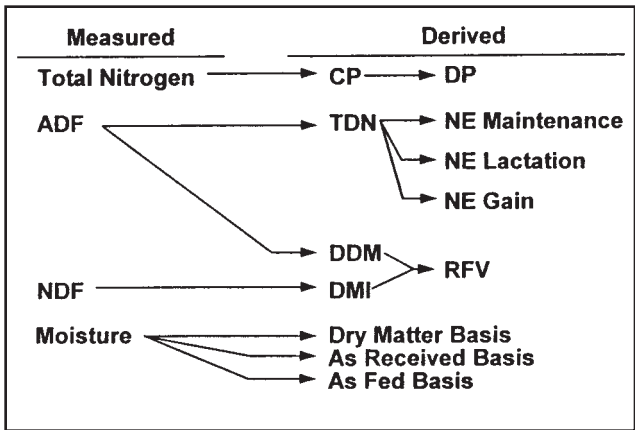 Measured Derived
Total Nitrogen CP DP
ADF TDN NE Maintenance
NE Lactation
NE Gain
DDM
RFV
NDF DMI
Moisture Dry Matter Basis
As Received Basis
As Fed Basis